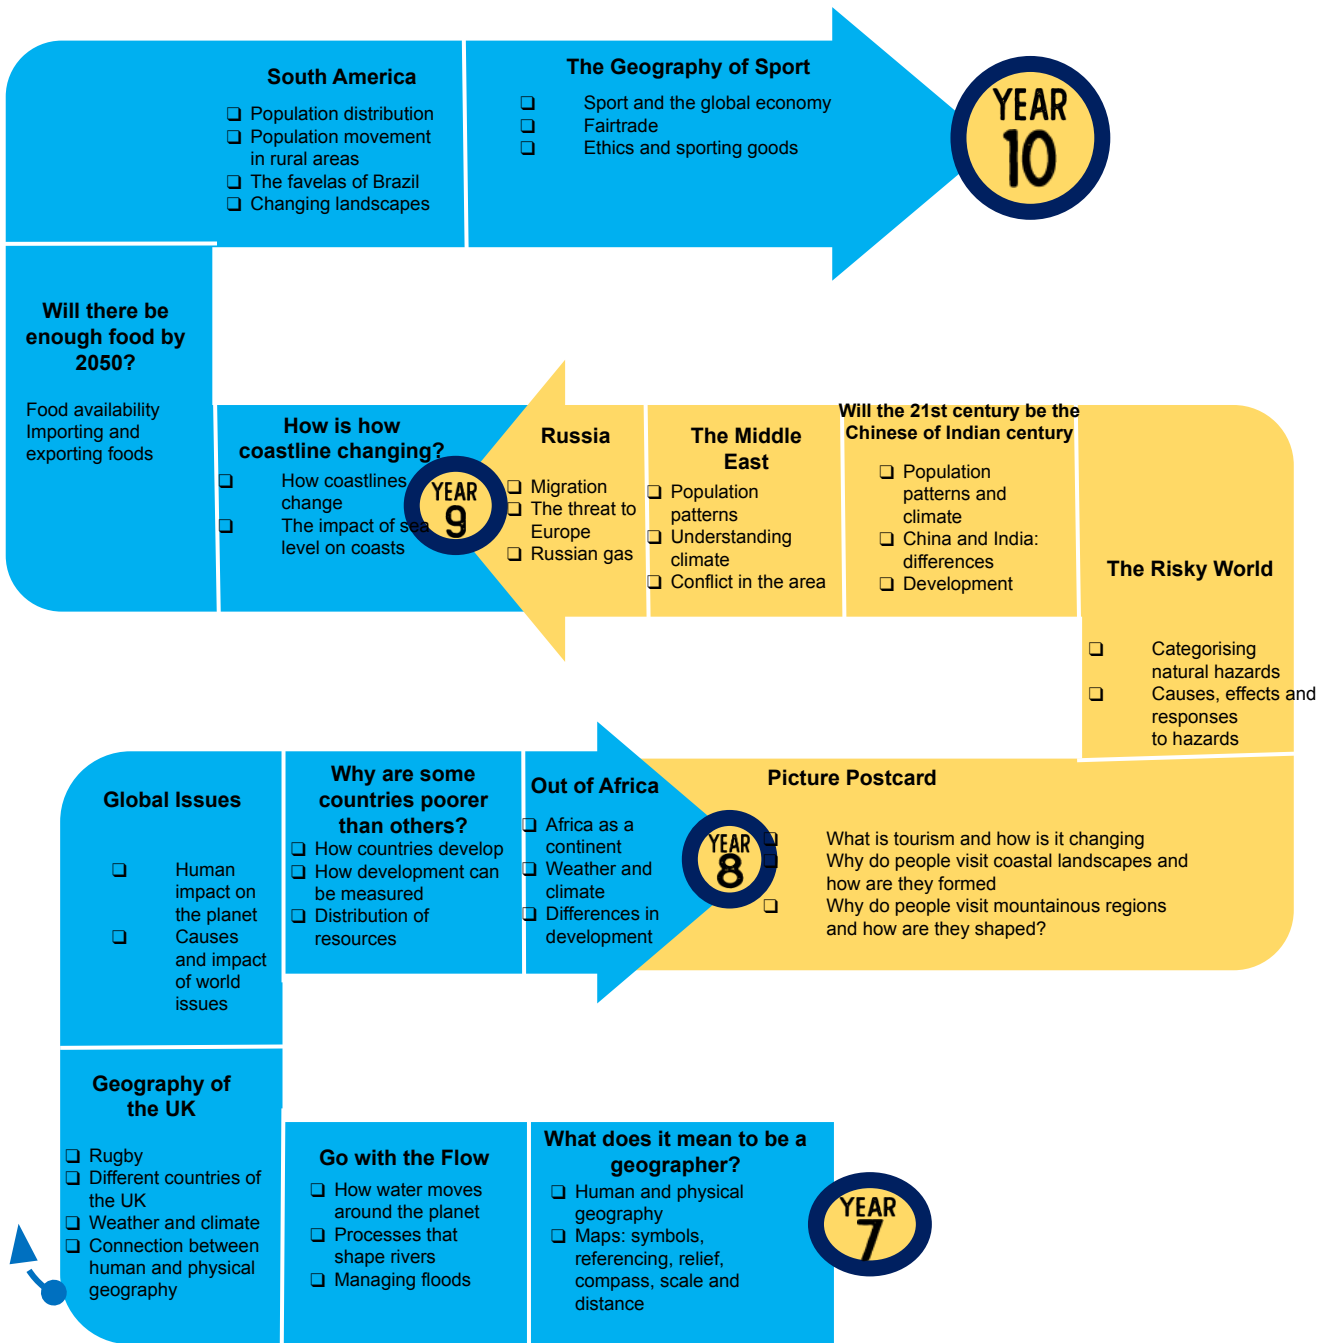 South America
❑ Population distribution
❑ Population movement
in rural areas
❑ The favelas of Brazil
❑ Changing landscapes
The Geography of Sport
❑ Sport and the global economy
❑ Fairtrade
❑ Ethics and sporting goods
YEAR
10
Will there be
enough food by
2050?
Food availability
Importing and
exporting foods
How is how
coastline changing?
❑ How coastlines
change
❑ The impact of sea
level on coasts
YEAR
9
Russia
❑ Migration
❑ The threat to
Europe
❑ Russian gas
The Middle
East
❑ Population
patterns
❑ Understanding
climate
❑ Conflict in the area
Will the 21st century be the
Chinese of Indian century
❑ Population
patterns and
climate
❑ China and India:
differences
❑ Development
The Risky World
❑ Categorising
natural hazards
❑ Causes, effects and
responses
to hazards
Global Issues
❑ Human
impact on
the planet
❑ Causes
and impact
of world
issues
Why are some
countries poorer
than others?
❑ How countries develop
❑ How development can
be measured
❑ Distribution of
resources
Out of Africa
❑ Africa as a
continent
❑ Weather and
climate
❑ Differences in
development
YEAR
8
Picture Postcard
❑ What is tourism and how is it changing
❑ Why do people visit coastal landscapes and
how are they formed
❑ Why do people visit mountainous regions
and how are they shaped?
Geography of
the UK
❑ Rugby
❑ Different countries of
the UK
❑ Weather and climate
❑ Connection between
human and physical
geography
Go with the Flow
❑ How water moves
around the planet
❑ Processes that
shape rivers
❑ Managing floods
What does it mean to be a
geographer?
❑ Human and physical
geography
❑ Maps: symbols,
referencing, relief,
compass, scale and
distance
YEAR
7